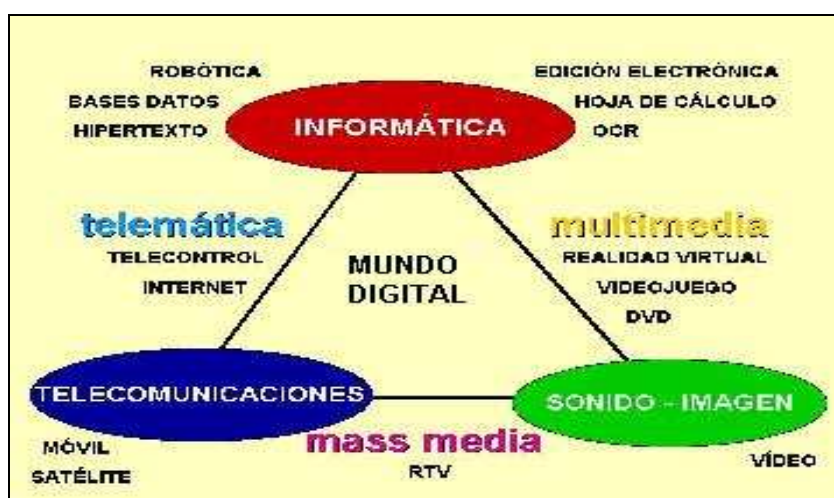 ROBÓTICA
BASES DATOS
HIPERTEXTO
INFORMÁTICA
EDICIÓN ELECTRÓNICA
HOJA DE CÁLCULO
OCR
telemática
TELECONTROL
INTERNET
MUNDO
DIGITAL
multimedia
REALIDAD VIRTUAL
VIDEOJUEGO
DVD
TELECOMUNICACIONES
SONIDO - IMAGEN
MÓVIL
SATÉLITE
mass media
RTV
VÍDEO